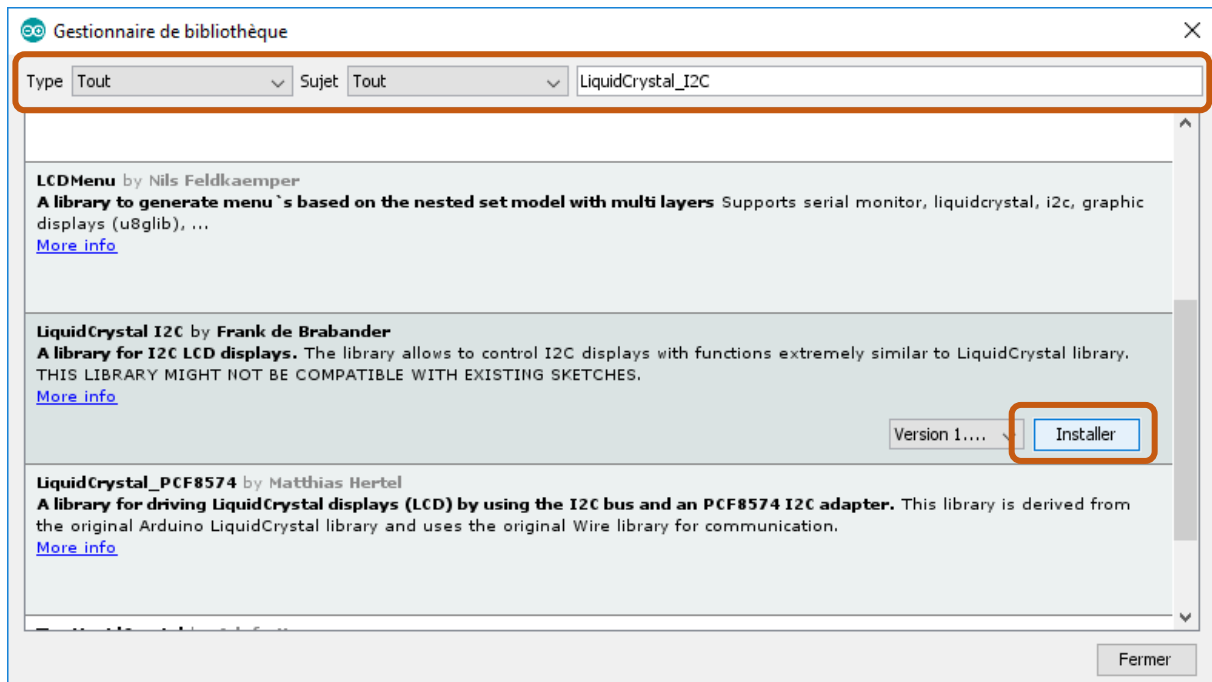 Gestionnaire de bibliothèque
Type Tout Sujet Tout LiquidCrystal_I2C
LCDMenu by Nils Feldkaemper
A library to generate menu`s based on the nested set model with multi layers Supports serial monitor, liquidcrystal, i2c, graphic
displays (u8glib), ...
More info
LiquidCrystal I2C by Frank de Brabander
A library for I2C LCD displays. The library allows to control I2C displays with functions extremely similar to LiquidCrystal library.
THIS LIBRARY MIGHT NOT BE COMPATIBLE WITH EXISTING SKETCHES.
More info
Version 1.... Installer
LiquidCrystal_PCF8574 by Matthias Hertel
A library for driving LiquidCrystal displays (LCD) by using the I2C bus and an PCF8574 I2C adapter. This library is derived from
the original Arduino LiquidCrystal library and uses the original Wire library for communication.
More info
Fermer